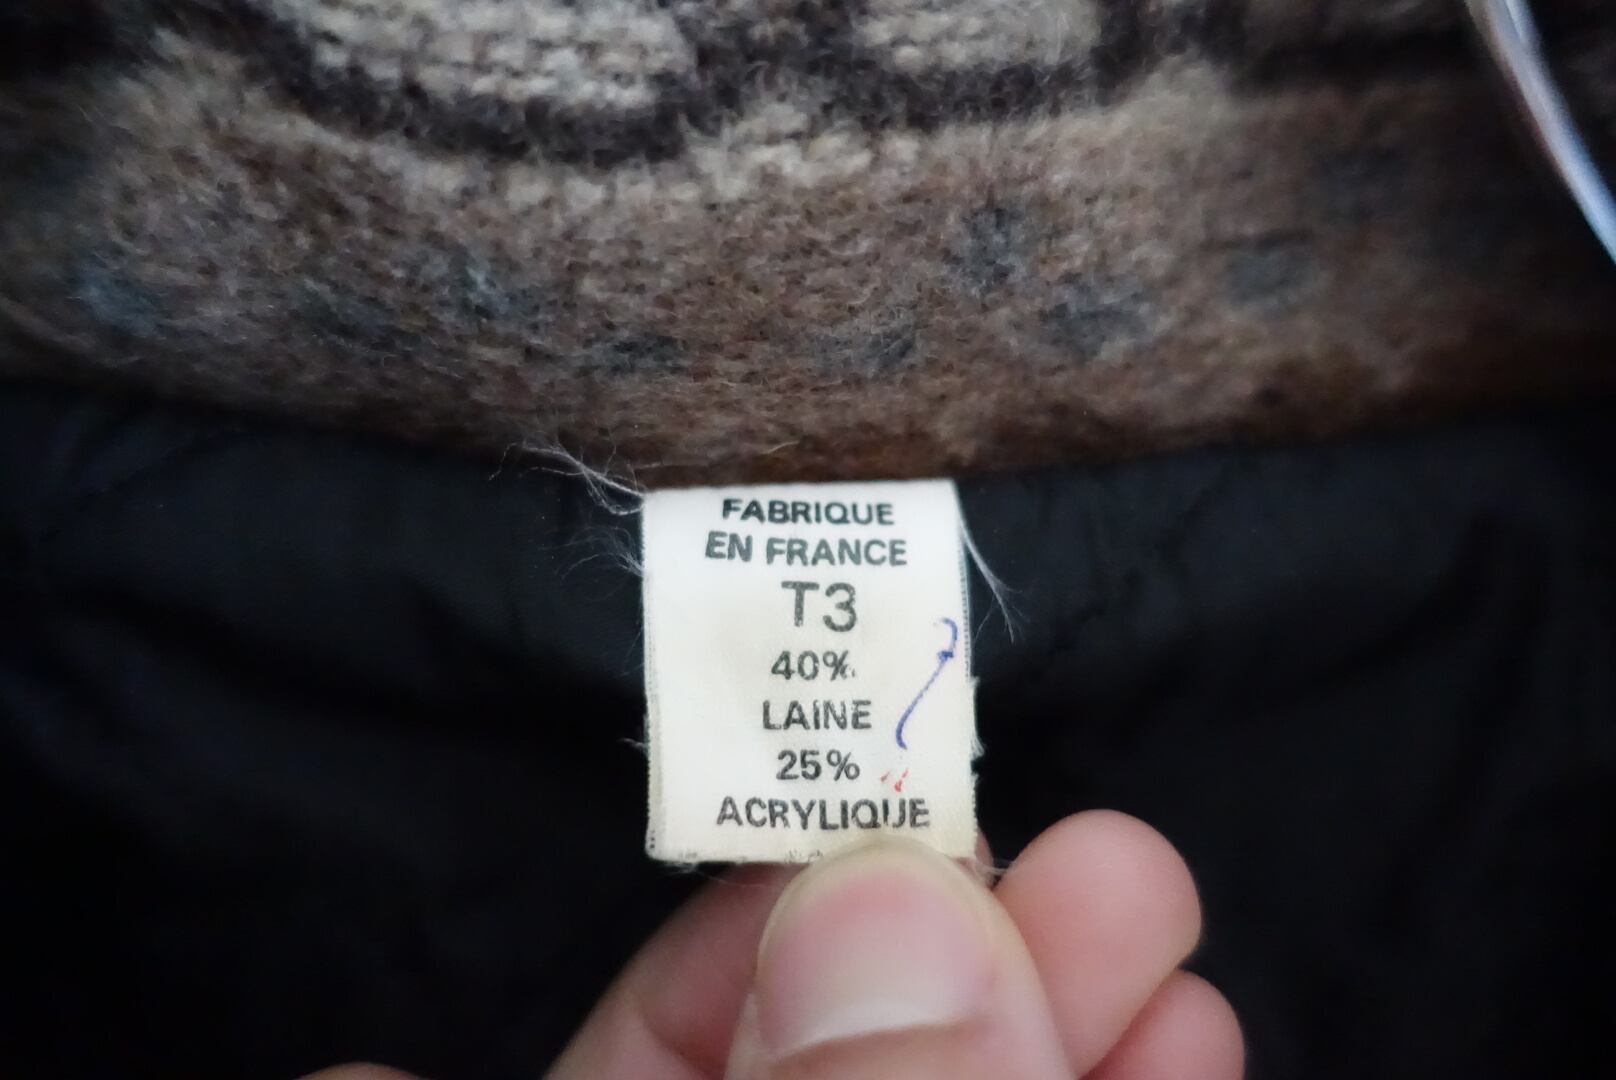 FABRIQUE
EN FRANCE
T3
40%
LAINE
25%
ACRYLIQUE